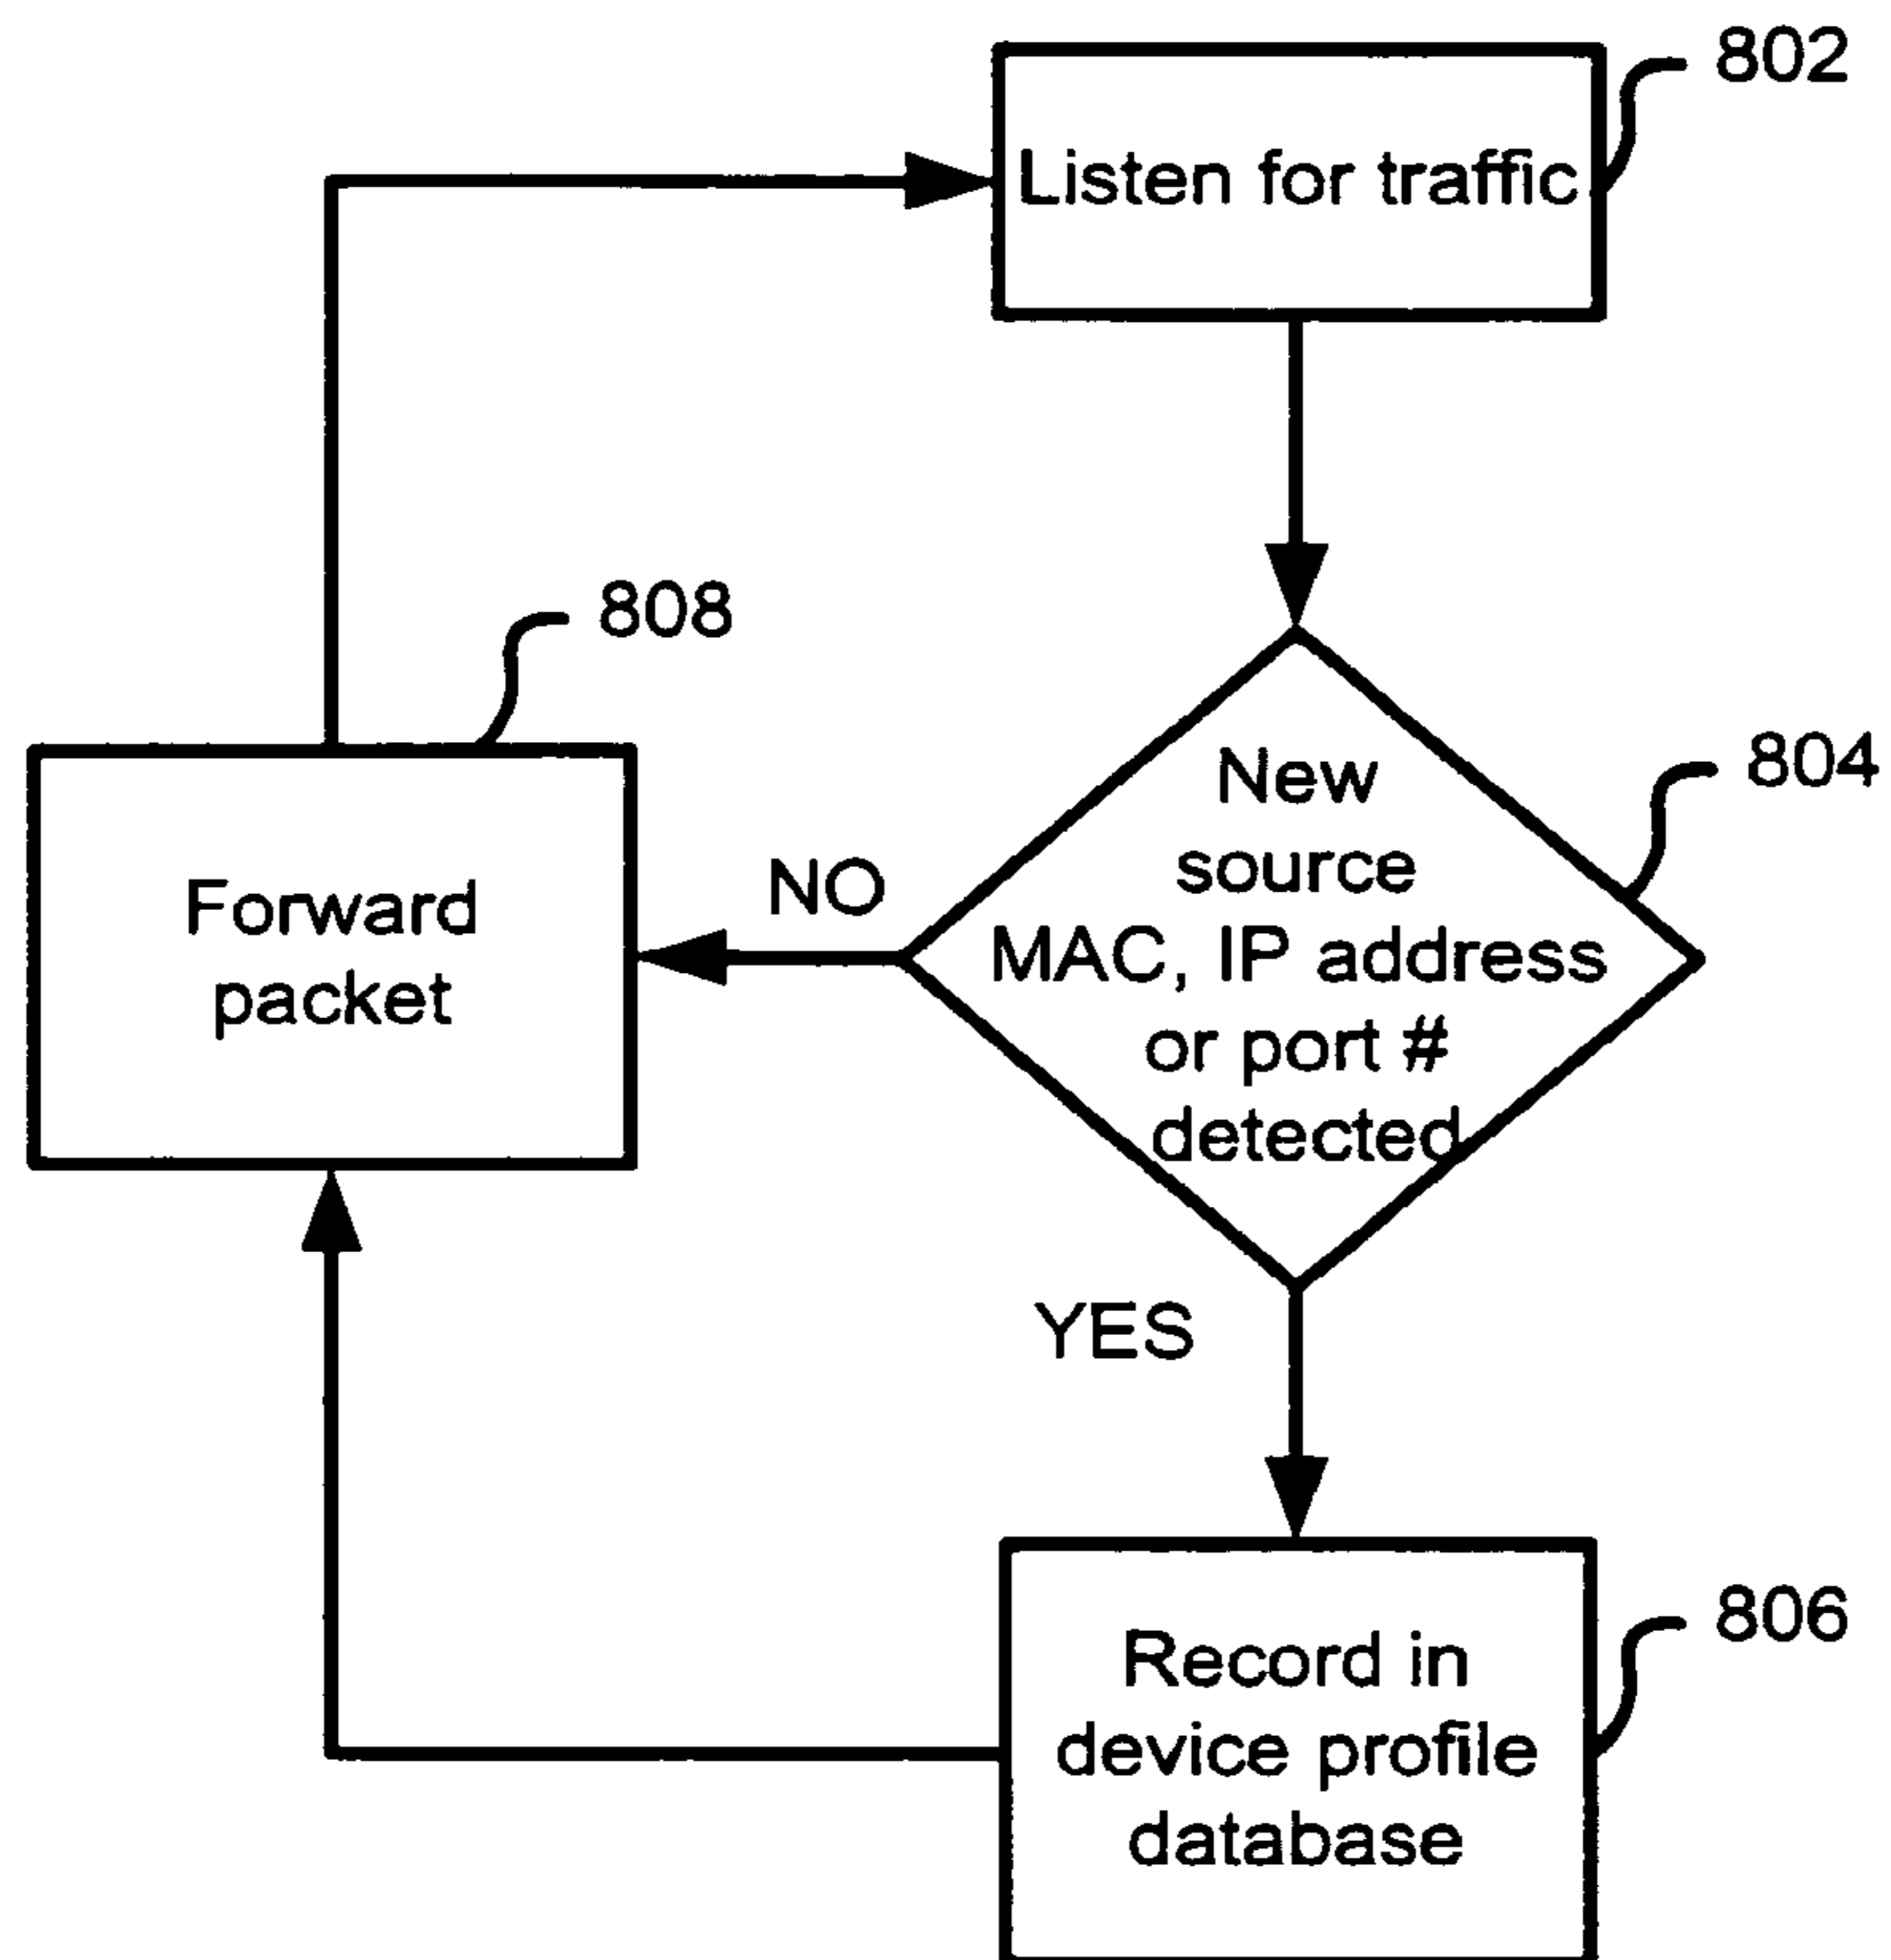 802
Listen for traffic
808
804
New
source
MAC, IP address
or port #
detected
NO
Forward
packet
YES
806
Record in
device profile
database